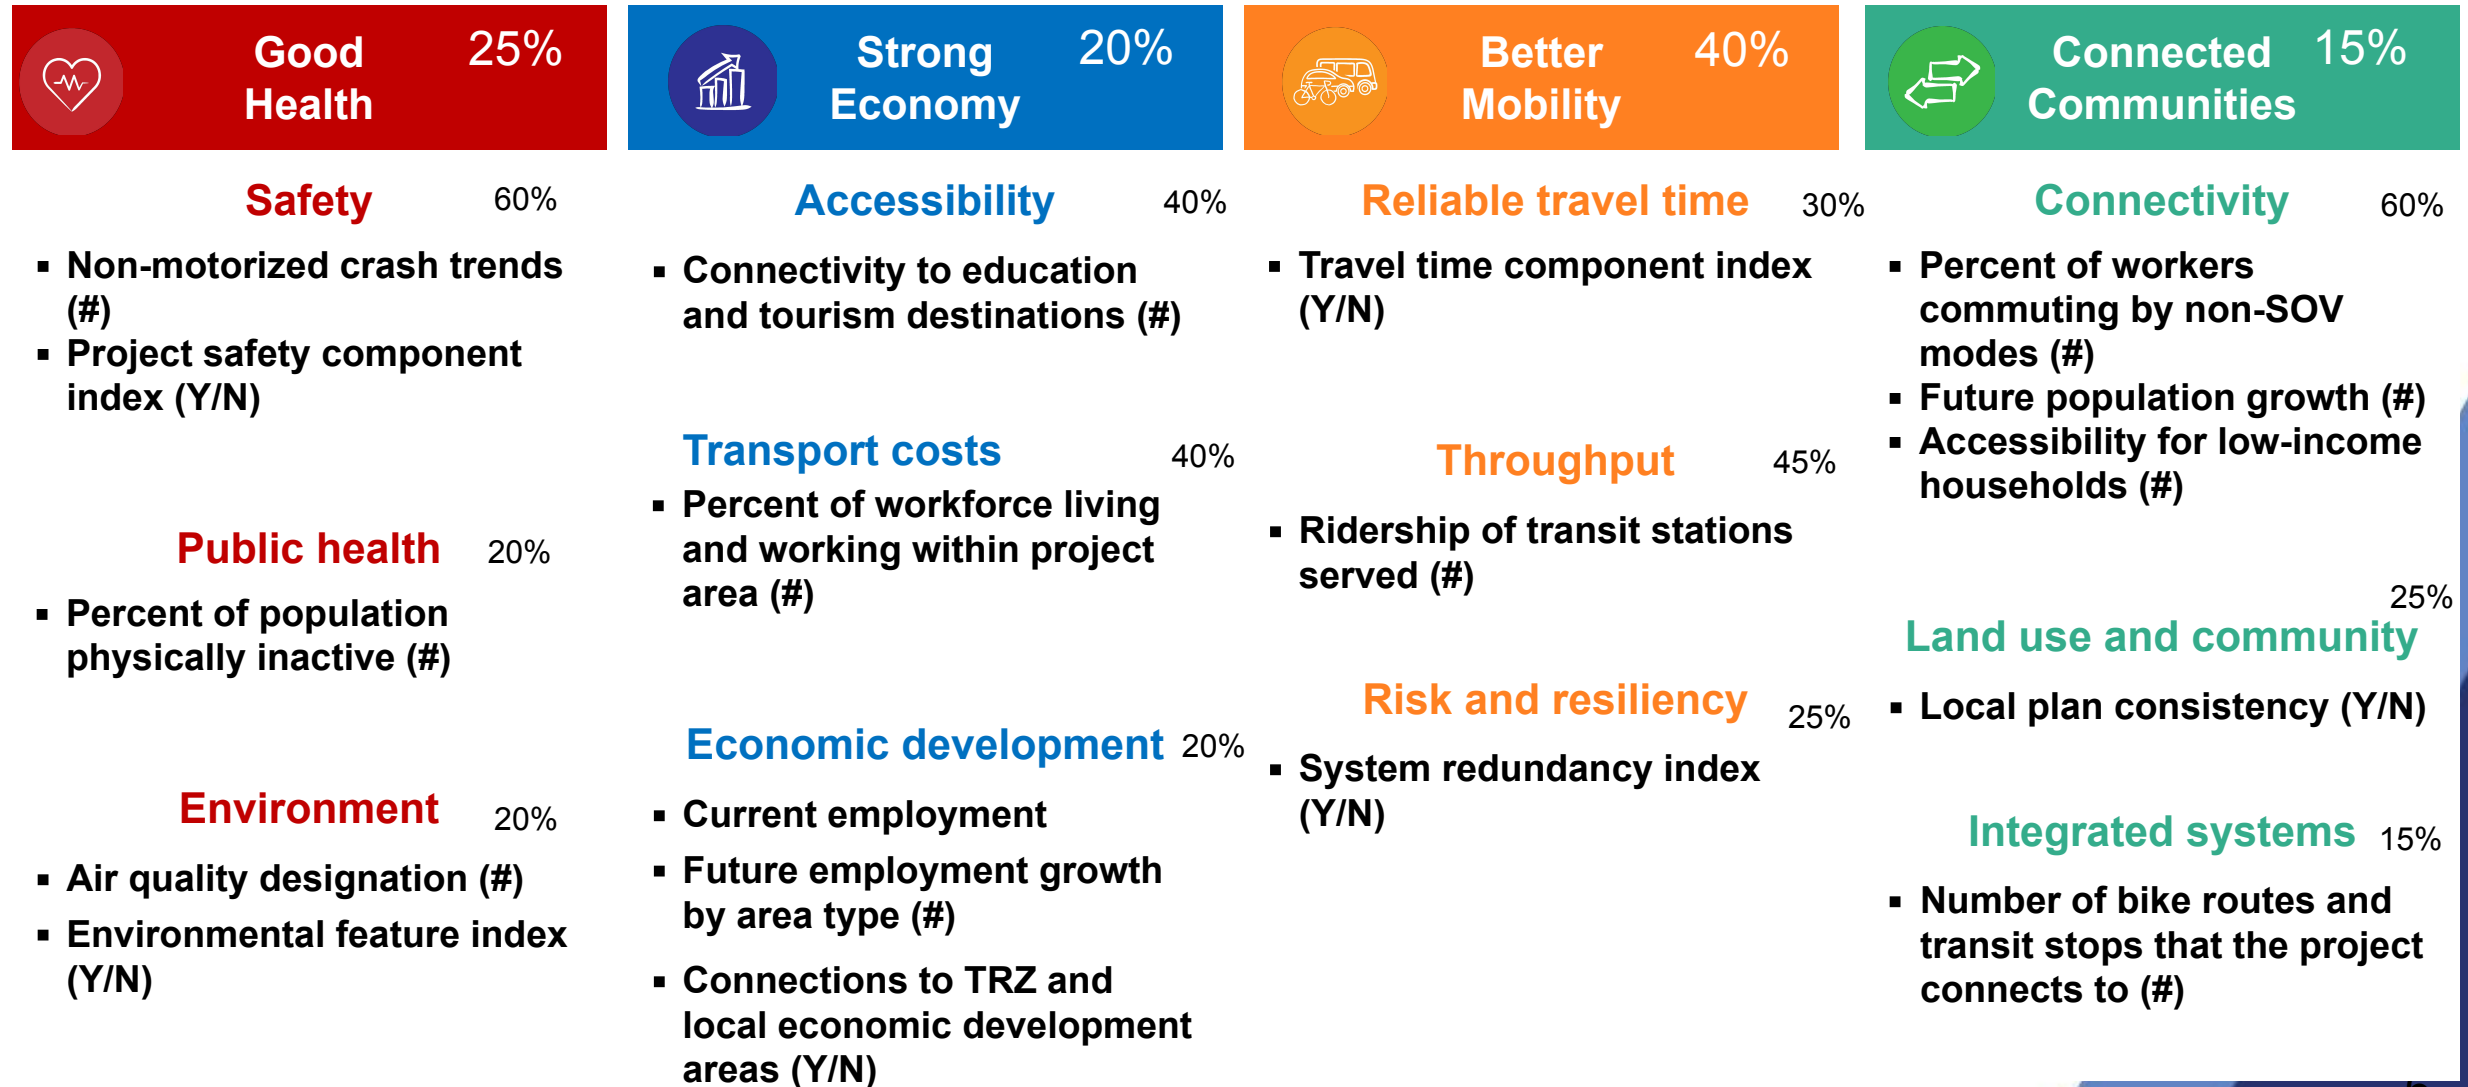 Good 25%
Health
Safety 60%
▪ Non-motorized crash trends
(#)
▪ Project safety component
index (Y/N)
Public health 20%
▪ Percent of population
physically inactive (#)
Environment 20%
▪ Air quality designation (#)
▪ Environmental feature index
(Y/N)
Strong 20%
Economy
Accessibility 40%
▪ Connectivity to education
and tourism destinations (#)
Transport costs 40%
▪ Percent of workforce living
and working within project
area (#)
Economic development 20%
▪ Current employment
▪ Future employment growth
by area type (#)
▪ Connections to TRZ and
local economic development
areas (Y/N)
Better 40%
Mobility
Reliable travel time 30%
▪ Travel time component index
(Y/N)
Throughput 45%
▪ Ridership of transit stations
served (#)
Risk and resiliency 25%
▪ System redundancy index
(Y/N)
Connected 15%
Communities
Connectivity 60%
▪ Percent of workers
commuting by non-SOV
modes (#)
▪ Future population growth (#)
▪ Accessibility for low-income
households (#)
25%
Land use and community
▪ Local plan consistency (Y/N)
Integrated systems 15%
▪ Number of bike routes and
transit stops that the project
connects to (#)